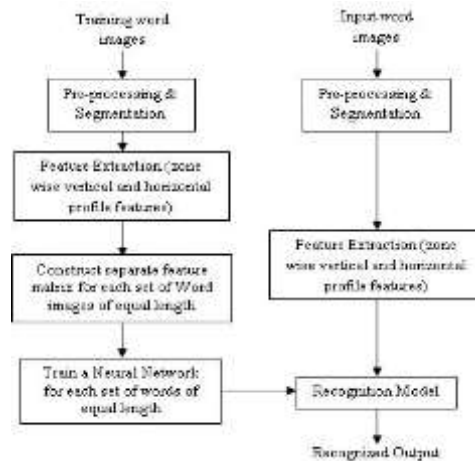 Training word
images
Pre-processing &
Segmentation
Feature Extraction (zone
wise vertical and horizontal
profile features)
Construct separate feature
matrix for each set of Word
images of equal length
Train a Neural Network
for each set of words of
equal length
Input word
images
Pre-processing &
Segmentation
Feature Extraction (zone
wise vertical and horizontal
profile features)
Recognition Model
Recognized Output